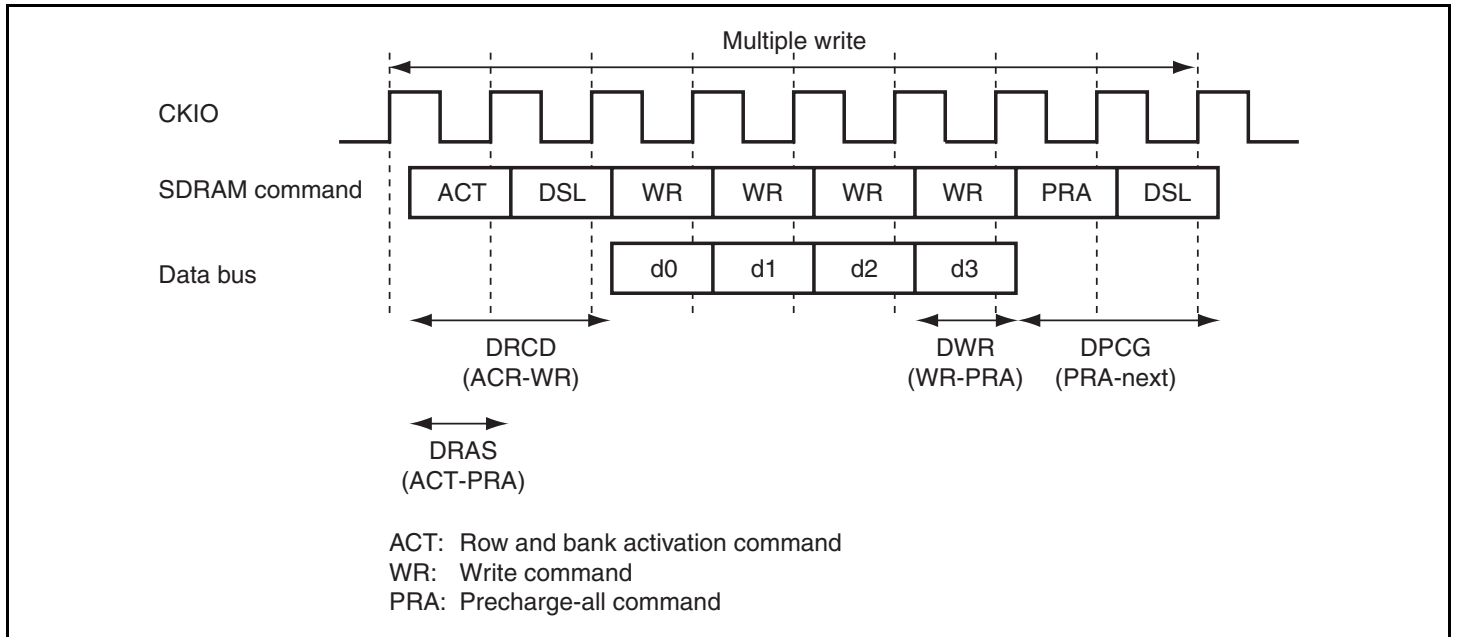 Multiple write
CKIO
SDRAM command
ACT DSL WR WR WR WR PRA DSL
Data bus
d0 d1 d2 d3
DRCD
(ACR-WR)
DWR
(WR-PRA)
DPCG
(PRA-next)
DRAS
(ACT-PRA)
ACT: Row and bank activation command
WR: Write command
PRA: Precharge-all command